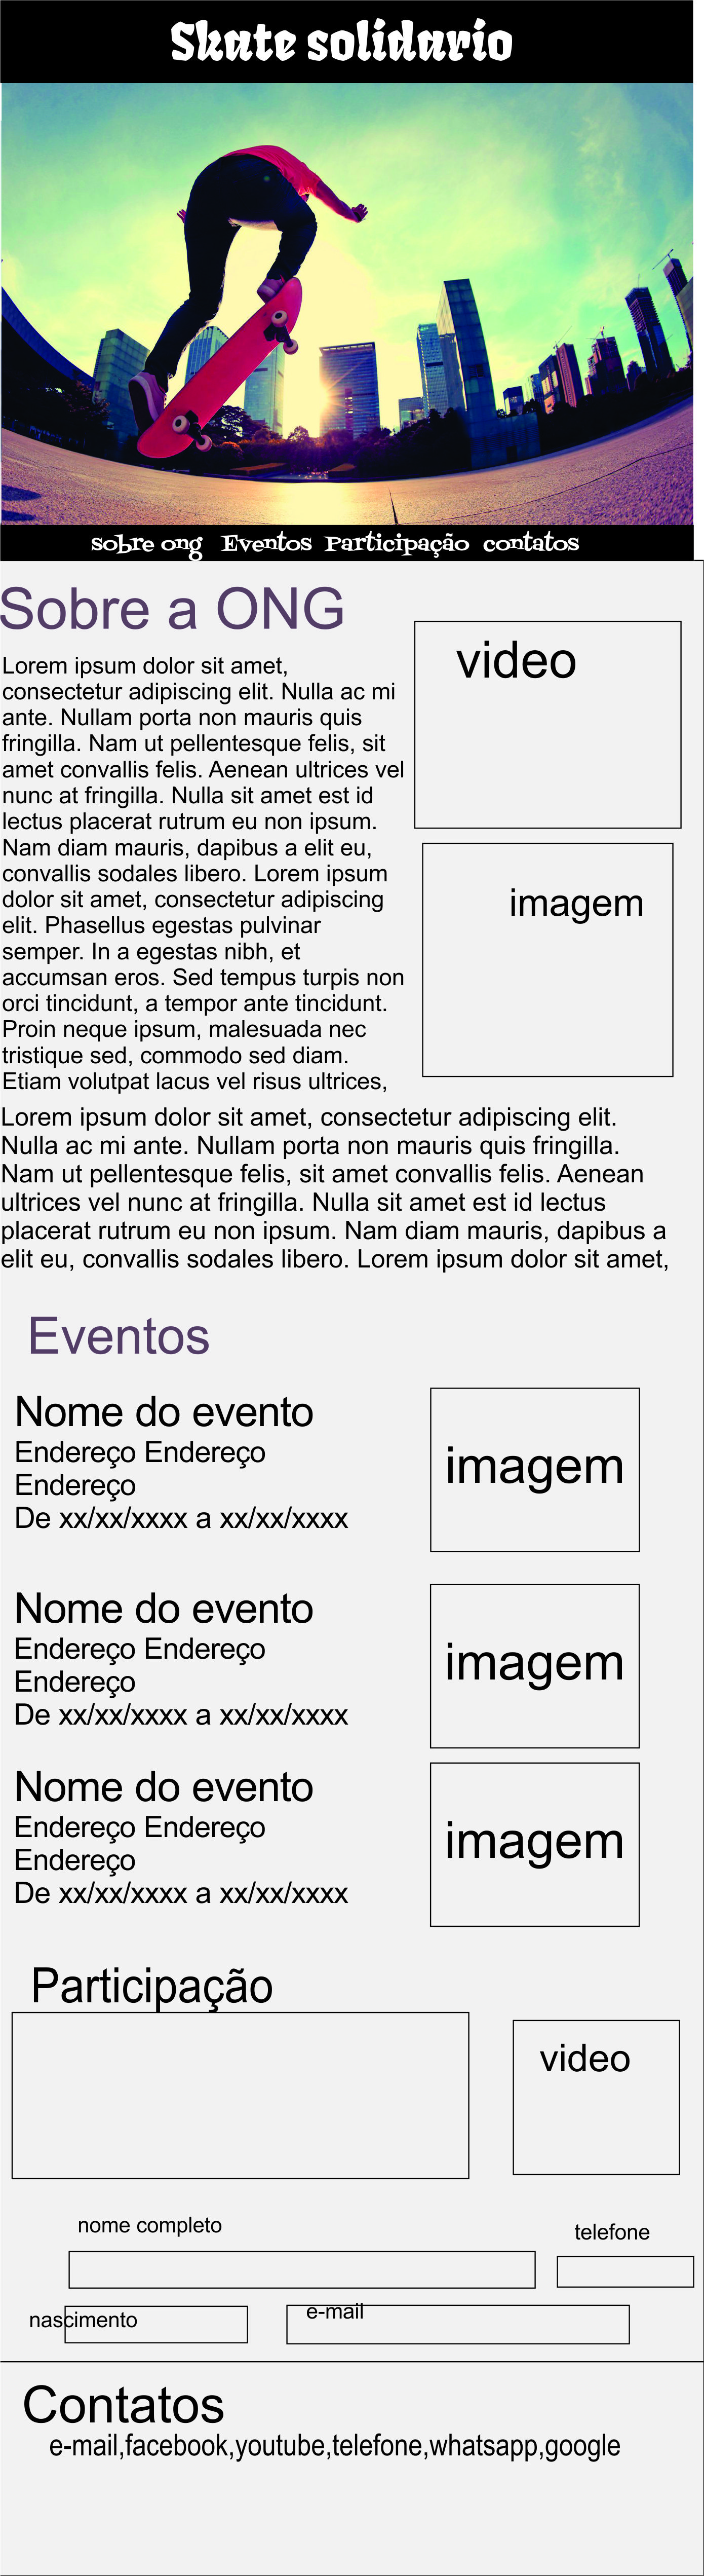 Skate solidario
sobre ong Eventos Participação contatos
Sobre a ONG
Lorem ipsum dolor sit amet,
consectetur adipiscing elit. Nulla ac mi
ante. Nullam porta non mauris quis
fringilla. Nam ut pellentesque felis, sit
amet convallis felis. Aenean ultrices vel
nunc at fringilla. Nulla sit amet est id
lectus placerat rutrum eu non ipsum.
Nam diam mauris, dapibus a elit eu,
convallis sodales libero. Lorem ipsum
dolor sit amet, consectetur adipiscing
elit. Phasellus egestas pulvinar
semper. In a egestas nibh, et
accumsan eros. Sed tempus turpis non
orci tincidunt, a tempor ante tincidunt.
Proin neque ipsum, malesuada nec
tristique sed, commodo sed diam.
Etiam volutpat lacus vel risus ultrices,
video
imagem
Lorem ipsum dolor sit amet, consectetur adipiscing elit.
Nulla ac mi ante. Nullam porta non mauris quis fringilla.
Nam ut pellentesque felis, sit amet convallis felis. Aenean
ultrices vel nunc at fringilla. Nulla sit amet est id lectus
placerat rutrum eu non ipsum. Nam diam mauris, dapibus a
elit eu, convallis sodales libero. Lorem ipsum dolor sit amet,
Eventos
Nome do evento
Endereço Endereço
Endereço
De xx/xx/xxxx a xx/xx/xxxx
imagem
Nome do evento
Endereço Endereço
Endereço
De xx/xx/xxxx a xx/xx/xxxx
imagem
Nome do evento
Endereço Endereço
Endereço
De xx/xx/xxxx a xx/xx/xxxx
imagem
Participação
video
nome completo
telefone
nascimento
e-mail
Contatos
e-mail,facebook,youtube,telefone,whatsapp,google